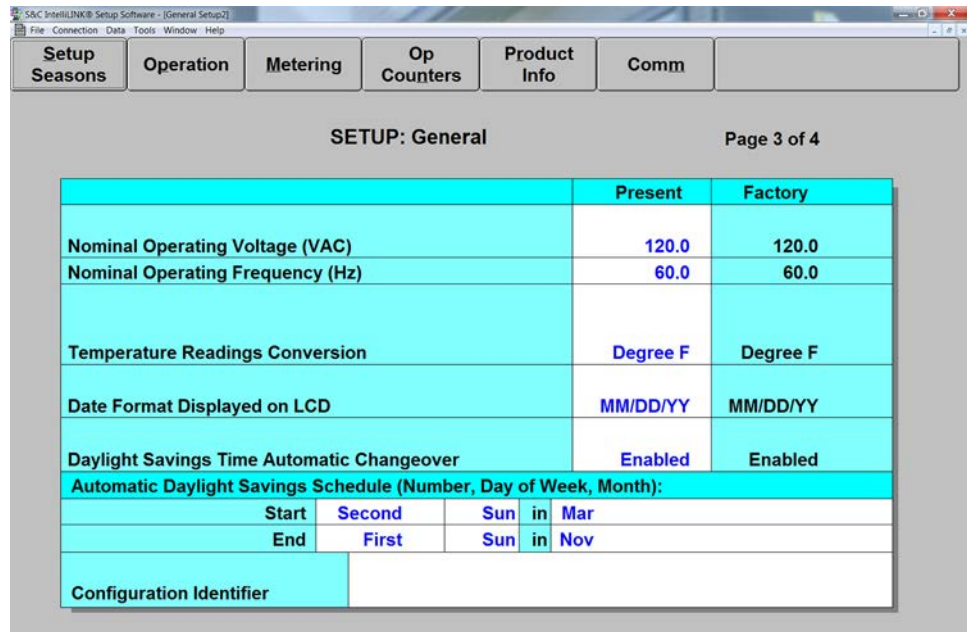 S&C IntelliLINK® Setup Software - [General Setup2]
File Connection Data Tools Window Help
Setup Seasons
Operation
Metering
Op Counters
Product Info
Comm
SETUP: General
Page 3 of 4
Present Factory
Nominal Operating Voltage (VAC) 120.0 120.0
Nominal Operating Frequency (Hz) 60.0 60.0
Temperature Readings Conversion Degree F Degree F
Date Format Displayed on LCD MM/DD/YY MM/DD/YY
Daylight Savings Time Automatic Changeover Enabled Enabled
Automatic Daylight Savings Schedule (Number, Day of Week, Month):
Start Second Sun in Mar
End First Sun in Nov
Configuration Identifier